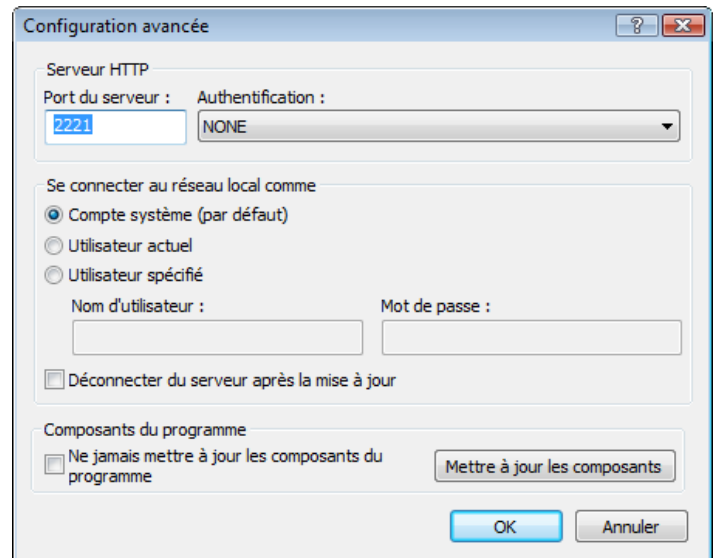 Configuration avancée
Serveur HTTP
Port du serveur : Authentification :
2221 NONE
Se connecter au réseau local comme
Compte système (par défaut)
Utilisateur actuel
Utilisateur spécifié
Nom d'utilisateur : Mot de passe :
Déconnecter du serveur après la mise à jour
Composants du programme
Ne jamais mettre à jour les composants du
programme
Mettre à jour les composants
OK Annuler